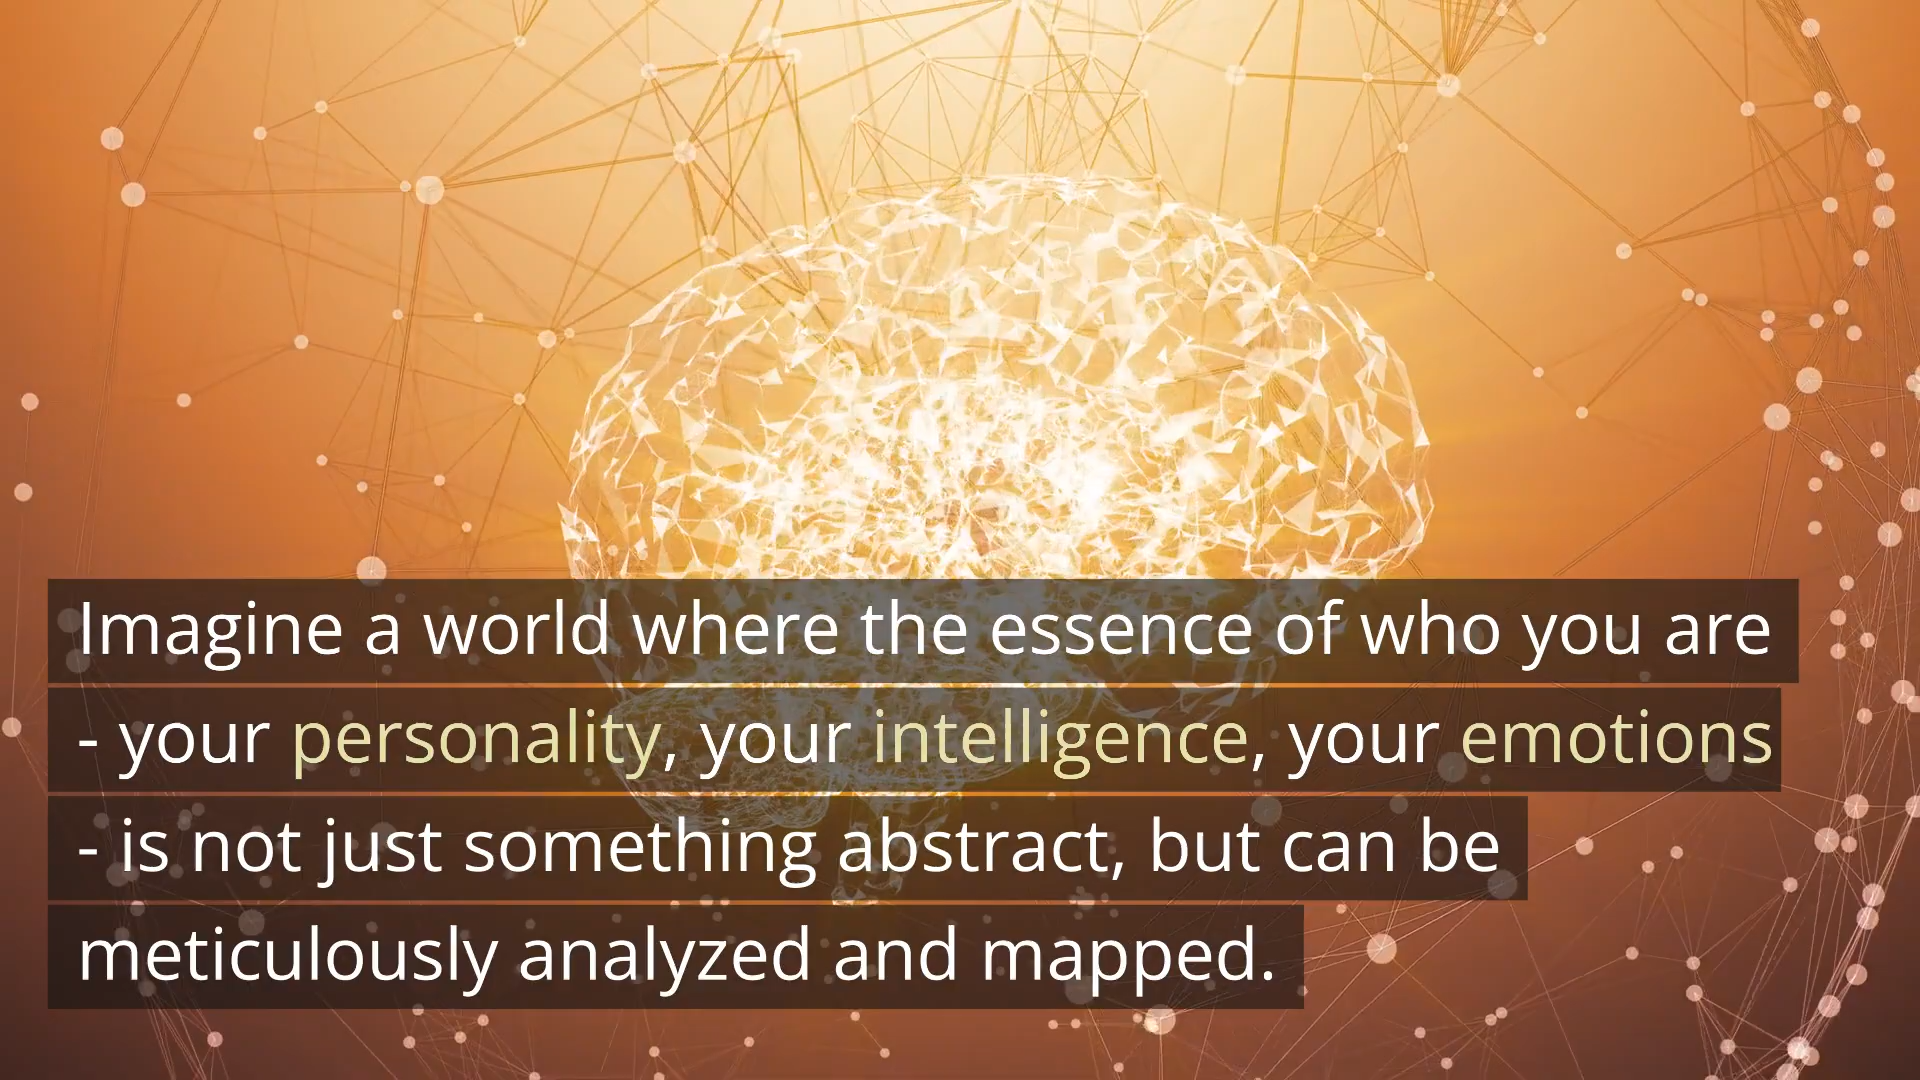 Imagine a world where the essence of who you are
- your personality, your intelligence, your emotions
- is not just something abstract, but can be
meticulously analyzed and mapped.